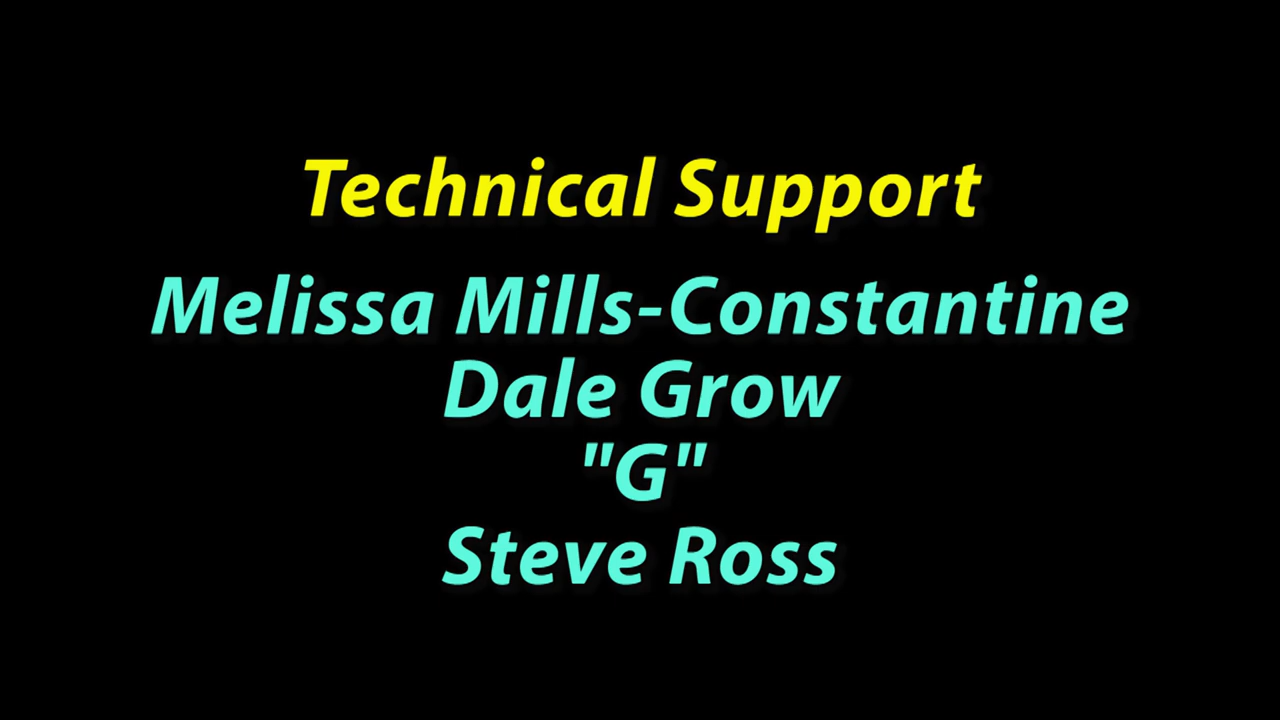 Technical Support
Melissa Mills-Constantine
Dale Grow
"G"
Steve Ross